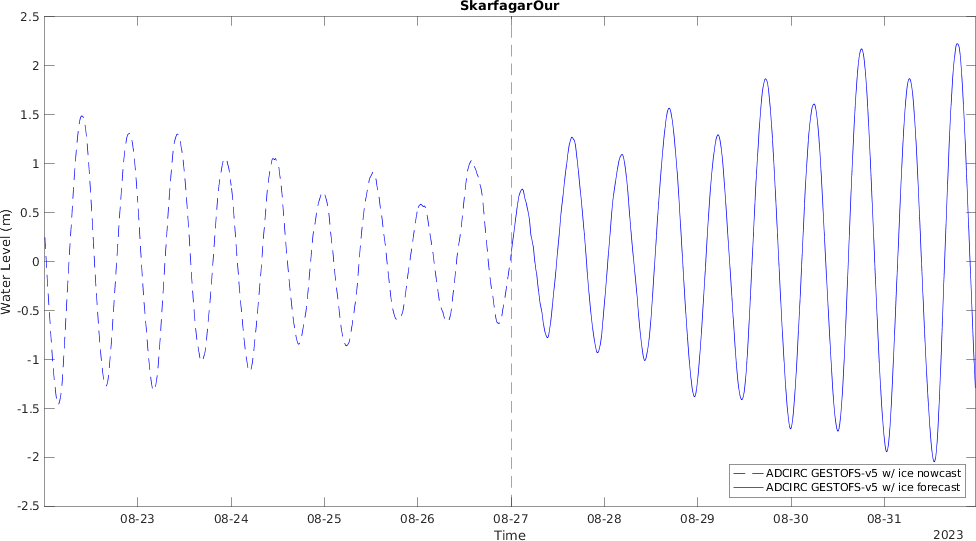 SkarfagarOur
2.5
2
1.5
1
0.5
0
-0.5
-1
-1.5
-2
-2.5
Water Level (m)
08-23 08-24 08-25 08-26 08-27 08-28 08-29 08-30 08-31
Time
2023
ADCIRC GESTOFS-v5 w/ ice nowcast
ADCIRC GESTOFS-v5 w/ ice forecast